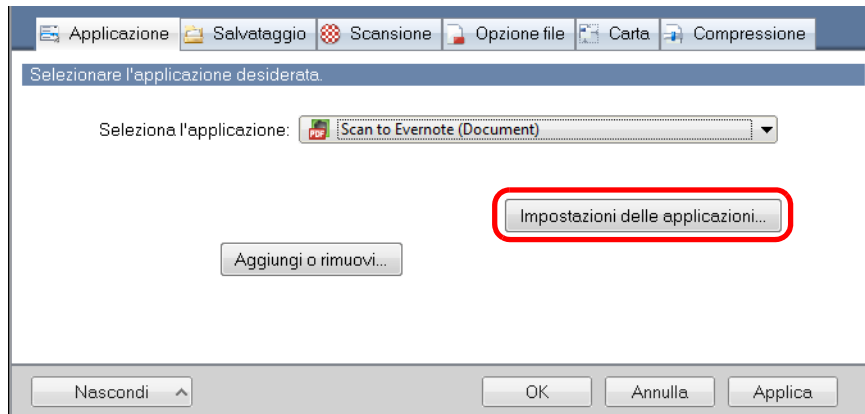 Applicazione Salvataggio Scansione Opzione file Carta Compressione
Selezionare l'applicazione desiderata.
Seleziona l'applicazione: PDF Scan to Evernote (Document)
Impostazioni delle applicazioni...
Aggiungi o rimuovi...
Nascondi OK Annulla Applica